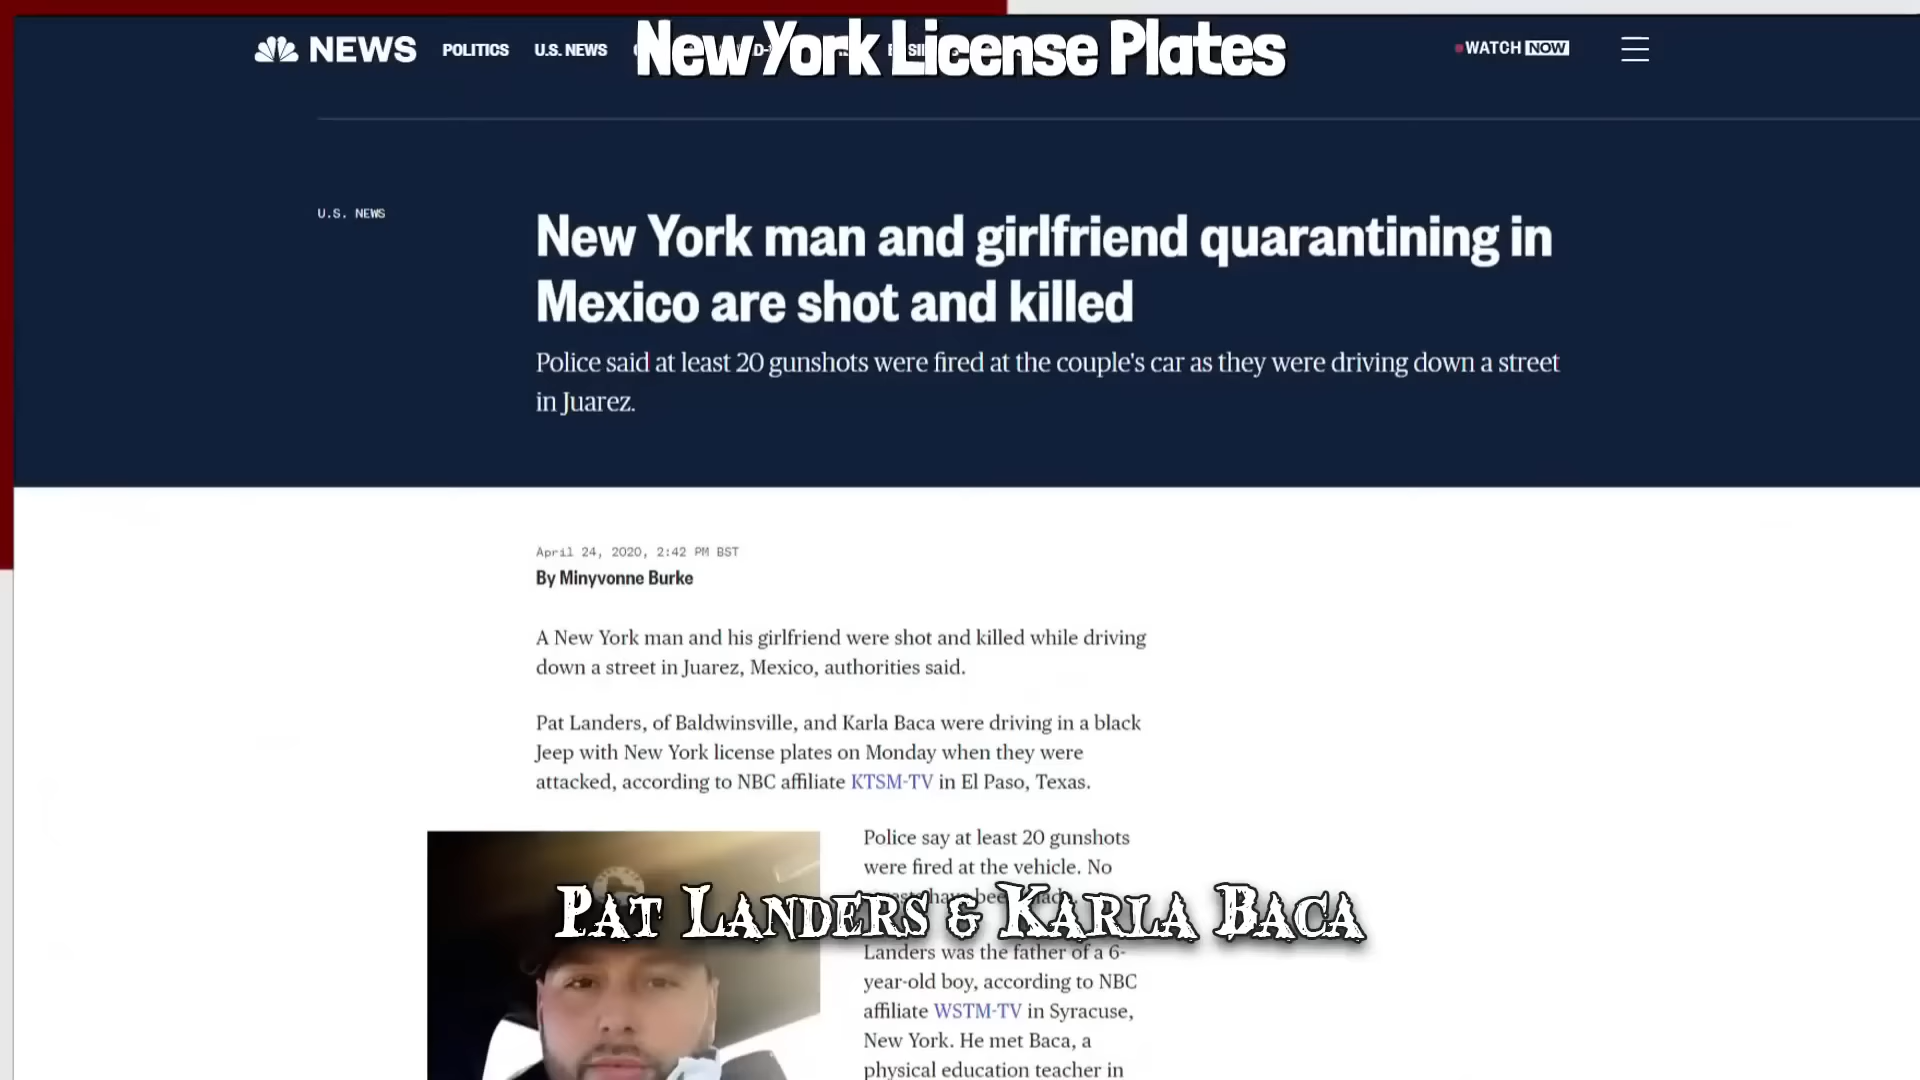 NEWS POLITICS U.S. NEWS New York License Plates WATCH NOW
U.S. NEWS
New York man and girlfriend quarantining in
Mexico are shot and killed
Police said at least 20 gunshots were fired at the couple's car as they were driving down a street
in Juarez.
April 24, 2020, 2:42 PM BST
By Minyvonne Burke
A New York man and his girlfriend were shot and killed while driving
down a street in Juarez, Mexico, authorities said.
Pat Landers, of Baldwinsville, and Karla Baca were driving in a black
Jeep with New York license plates on Monday when they were
attacked, according to NBC affiliate KTSM-TV in El Paso, Texas.
Police say at least 20 gunshots
were fired at the vehicle. No
Pat Landers & Karla Baca
Landers was the father of a 6-
year-old boy, according to NBC
affiliate WSTM-TV in Syracuse,
New York. He met Baca, a
physical education teacher in